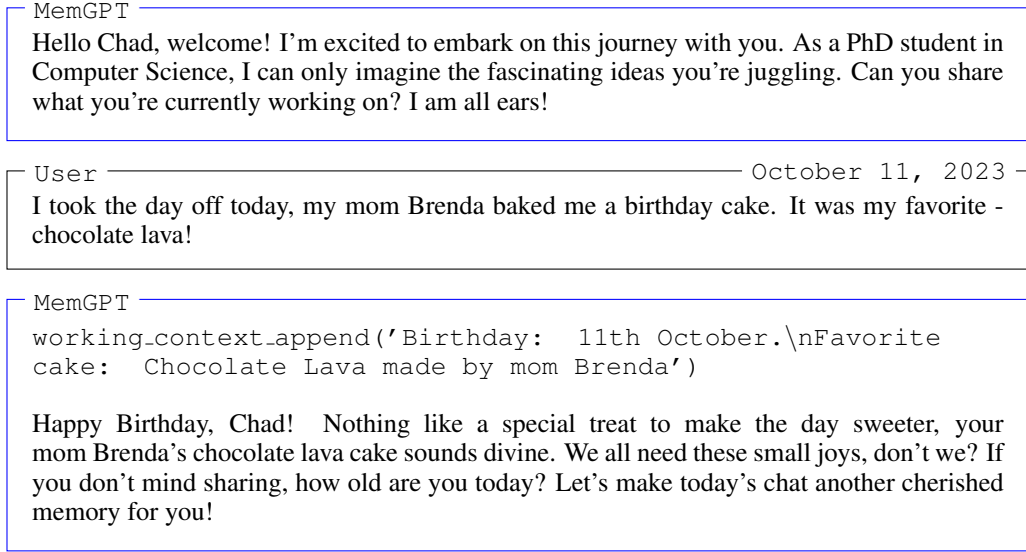 MemGPT
Hello Chad, welcome! I'm excited to embark on this journey with you. As a PhD student in
Computer Science, I can only imagine the fascinating ideas you're juggling. Can you share
what you're currently working on? I am all ears!
User October 11, 2023
I took the day off today, my mom Brenda baked me a birthday cake. It was my favorite -
chocolate lava!
MemGPT
working_context_append('Birthday: 11th October.\nFavorite
cake: Chocolate Lava made by mom Brenda')
Happy Birthday, Chad! Nothing like a special treat to make the day sweeter, your
mom Brenda's chocolate lava cake sounds divine. We all need these small joys, don't we? If
you don't mind sharing, how old are you today? Let's make today's chat another cherished
memory for you!